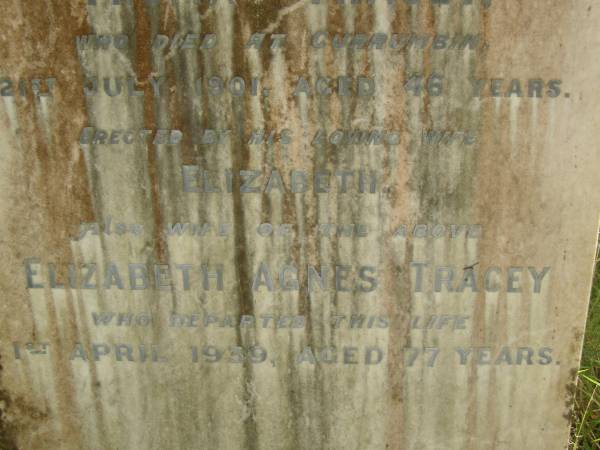 WHO DIED AT CURRUMBIN,
21ST JULY 1901, AGED 46 YEARS.
ERECTED BY HIS LOVING WIFE
ELIZABETH.
ALSO WIFE OF THE ABOVE
ELIZABETH AGNES TRACEY
WHO DEPARTED THIS LIFE
1ST APRIL 1939, AGED 77 YEARS.